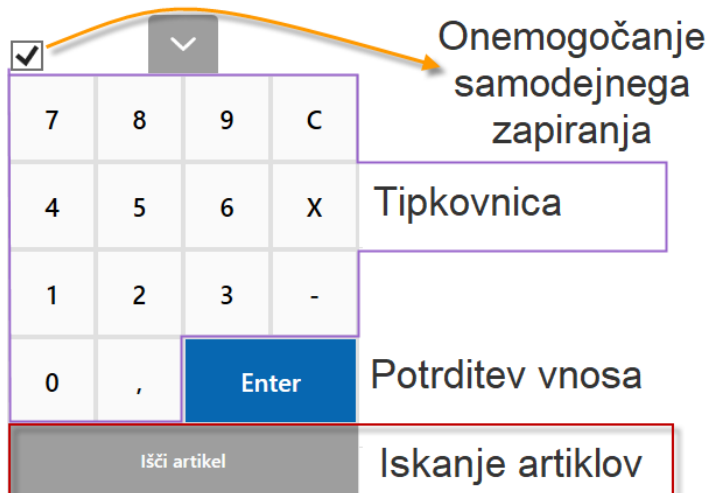 Onemogočanje
samodejnega
zapiranja
7 8 9 C
4 5 6 X Tipkovnica
1 2 3 -
0 , Enter Potrditev vnosa
Išči artikel Iskanje artiklov